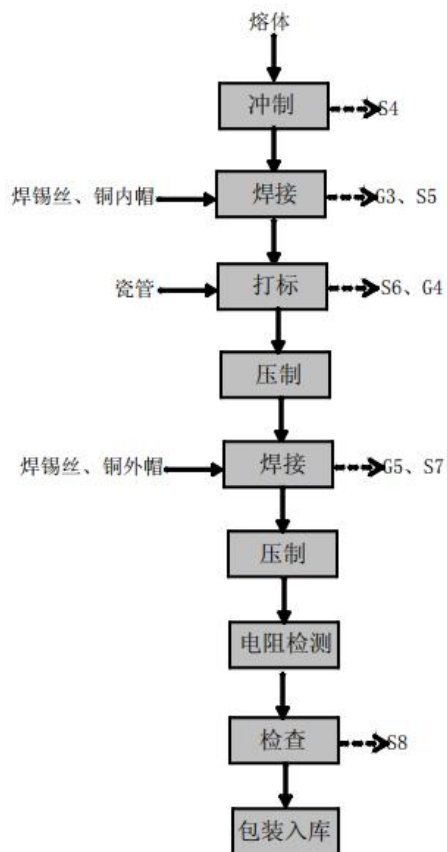 熔体
冲制
S4
焊锡丝、铜内帽
焊接
G3、S5
瓷管
打标
S6、G4
压制
焊锡丝、铜外帽
焊接
G5、S7
压制
电阻检测
检查
S8
包装入库